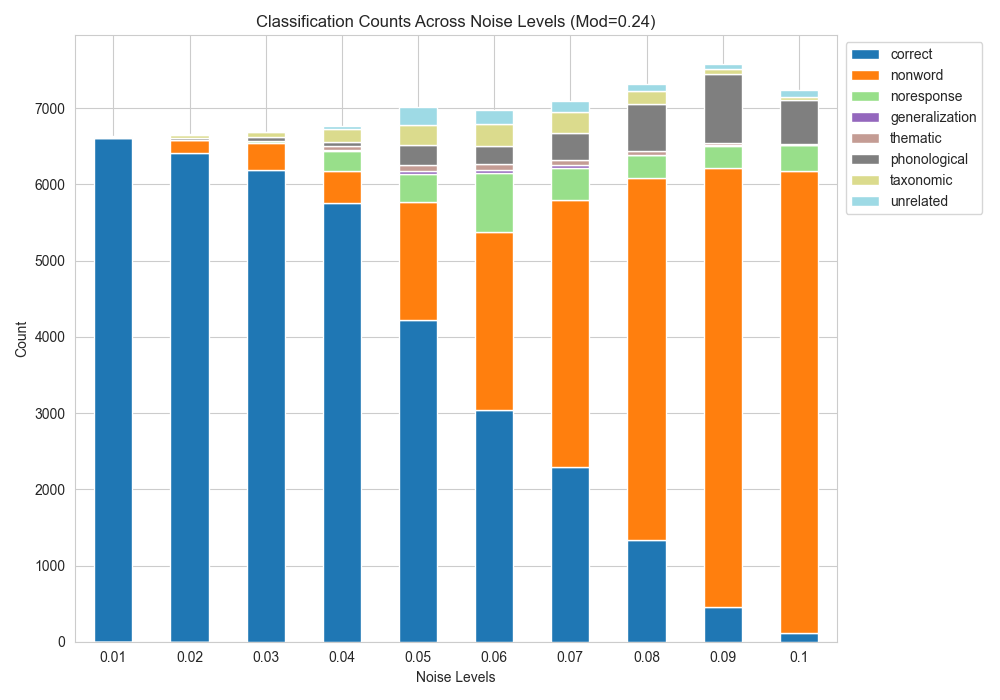 Classification Counts Across Noise Levels (Mod=0.24)
correct
nonword
noresponse
generalization
thematic
phonological
taxonomic
unrelated
7000
6000
5000
4000
3000
2000
1000
0
Count
0.01 0.02 0.03 0.04 0.05 0.06 0.07 0.08 0.09 0.1
Noise Levels